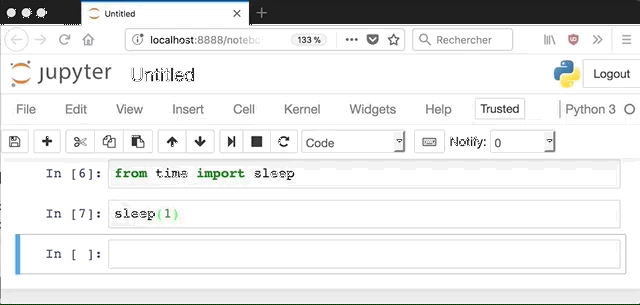 Untitled
localhost:8888/notebo
133 %
Rechercher
jupyter Untitled
Logout
File Edit View Insert Cell Kernel Widgets Help Trusted Python 3
Code Notify: 0
In [6]: from time import sleep
In [7]: sleep(1)
In [ ]: